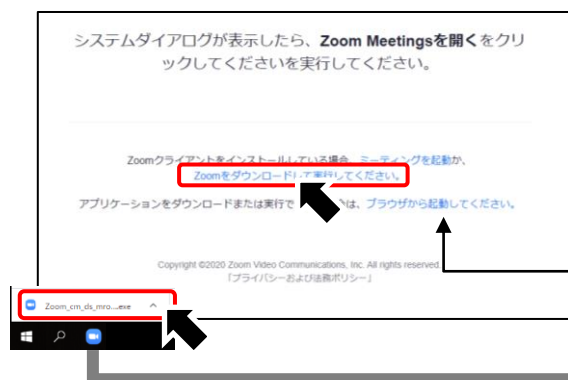 システムダイアログが表示したら、Zoom Meetingsを開くをクリ
ックしてくださいを実行してください。
Zoomクライアントをインストールしている場合、ミーティングを起動か、
Zoomをダウンロードして実行してください。
アプリケーションをダウンロードまたは実行で は、ブラウザから起動してください。
Copyright ©2020 Zoom Video Communications, Inc. All rights reserved.
「プライバシーおよび法務ポリシー」
Zoom_cm_ds_mro....exe